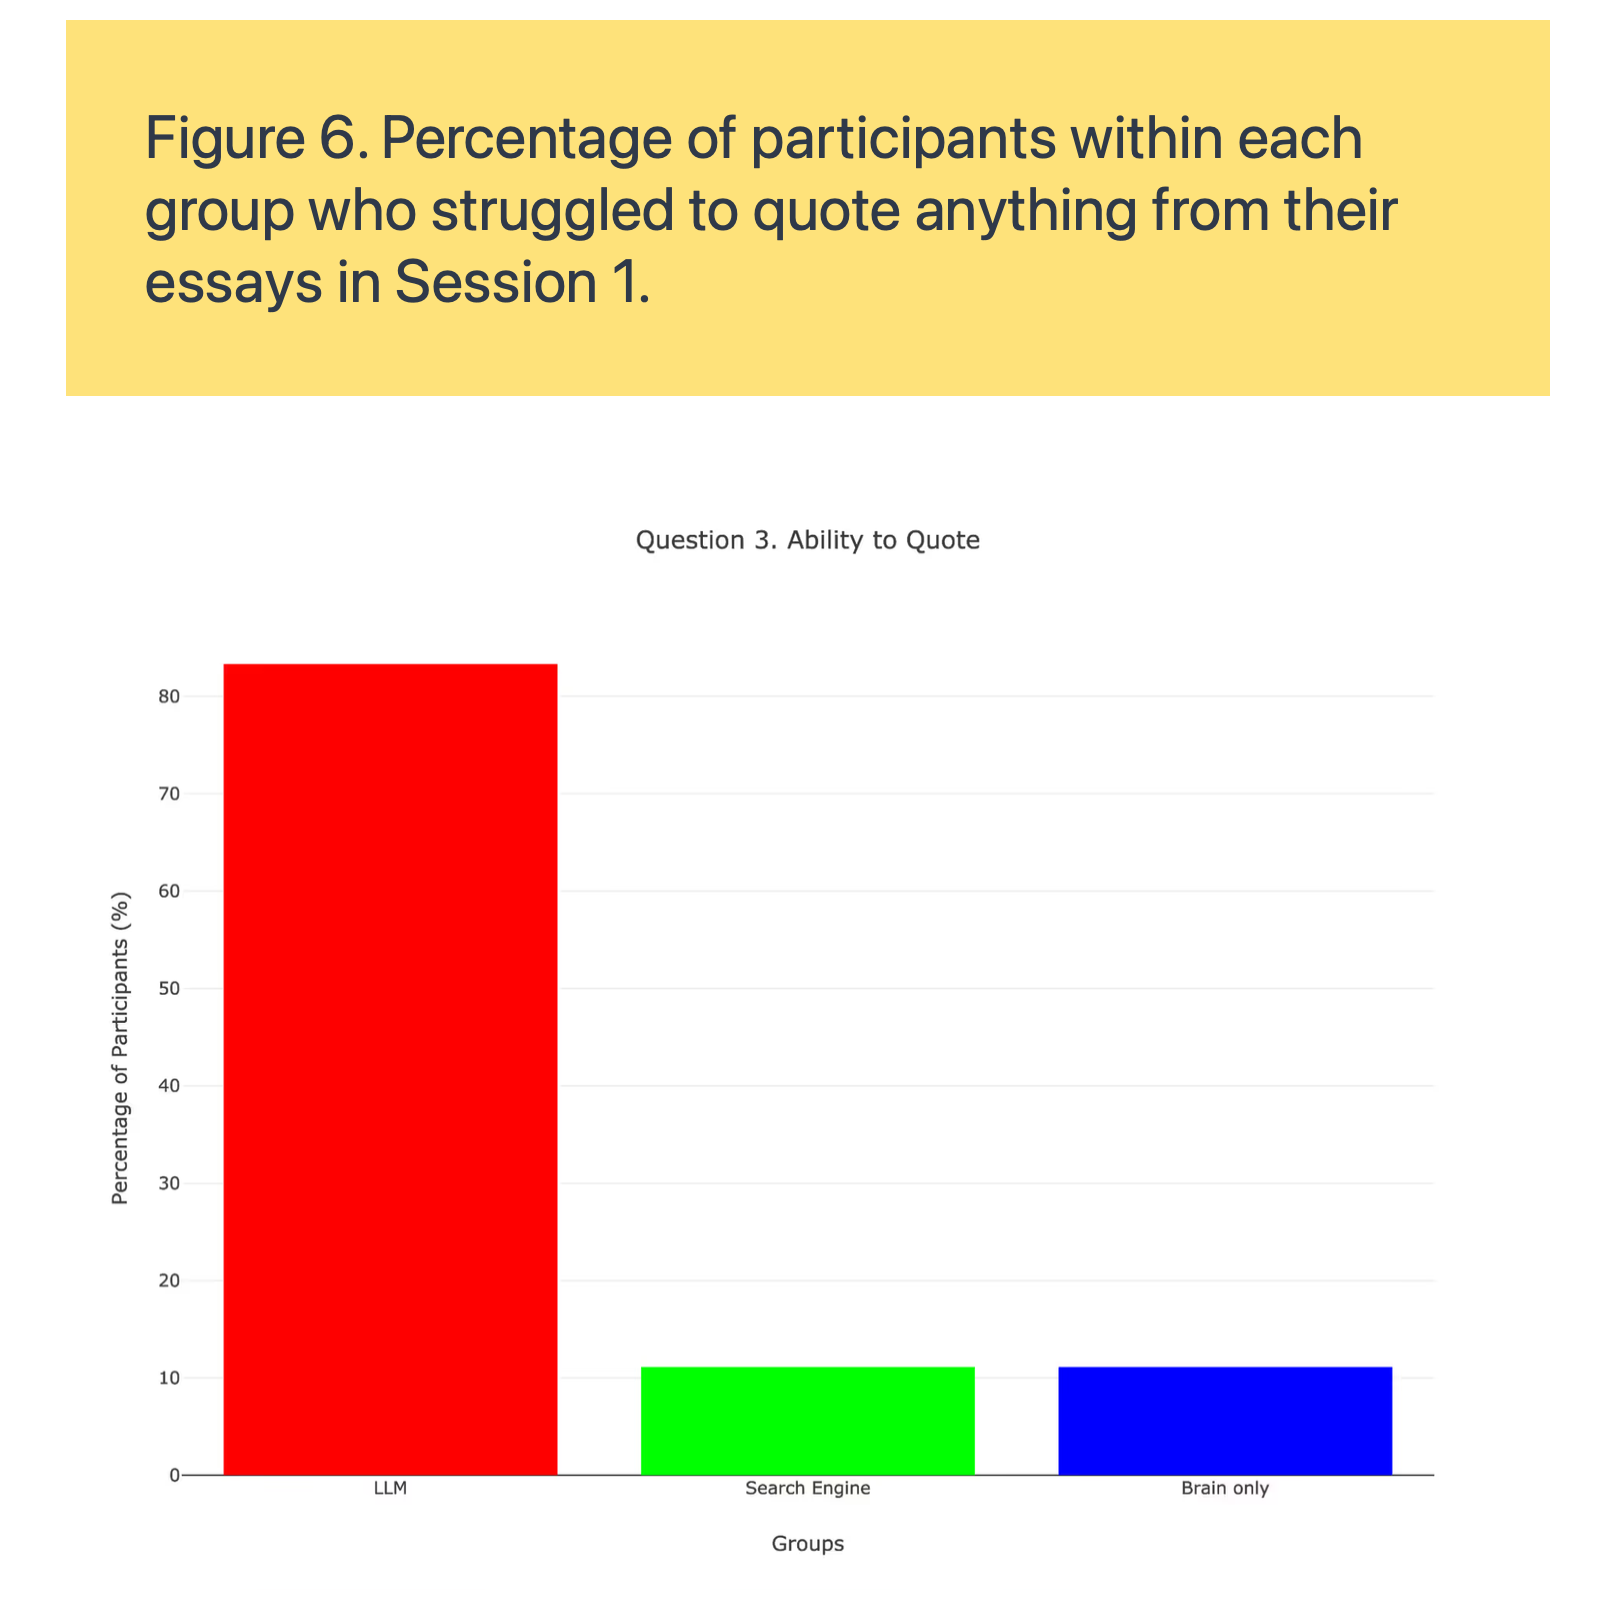 Figure 6. Percentage of participants within each
group who struggled to quote anything from their
essays in Session 1.
Question 3. Ability to Quote
Percentage of Participants (%)
80
70
60
50
40
30
20
10
0
LLM
Search Engine
Brain only
Groups